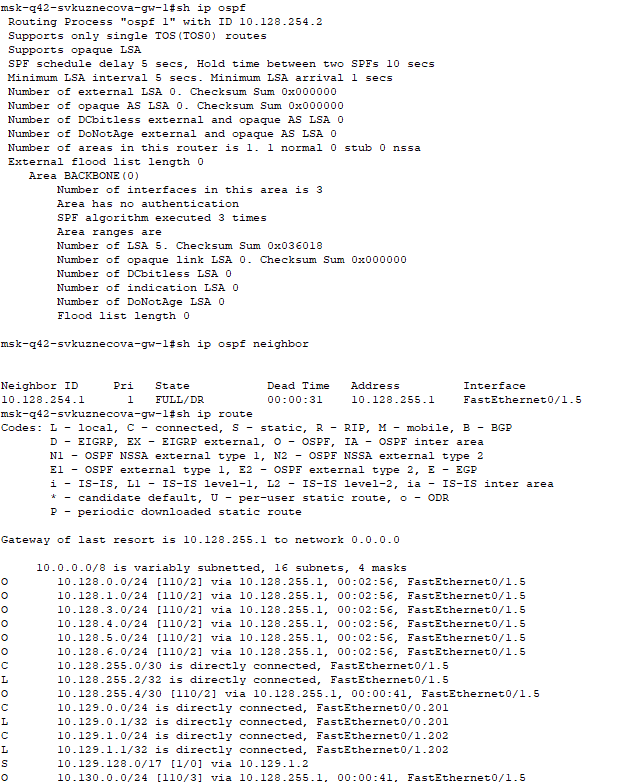 msk-q42-svkuznecova-gw-1#sh ip ospf
 Routing Process "ospf 1" with ID 10.128.254.2
 Supports only single TOS(TOS0) routes
 Supports opaque LSA
 SPF schedule delay 5 secs, Hold time between two SPFs 10 secs
 Minimum LSA interval 5 secs. Minimum LSA arrival 1 secs
 Number of external LSA 0. Checksum Sum 0x000000
 Number of opaque AS LSA 0. Checksum Sum 0x000000
 Number of DCbitless external and opaque AS LSA 0
 Number of DoNotAge external and opaque AS LSA 0
 Number of areas in this router is 1. 1 normal 0 stub 0 nssa
 External flood list length 0
    Area BACKBONE(0)
        Number of interfaces in this area is 3
        Area has no authentication
        SPF algorithm executed 3 times
        Area ranges are
        Number of LSA 5. Checksum Sum 0x036018
        Number of opaque link LSA 0. Checksum Sum 0x000000
        Number of DCbitless LSA 0
        Number of indication LSA 0
        Number of DoNotAge LSA 0
        Flood list length 0

msk-q42-svkuznecova-gw-1#sh ip ospf neighbor


Neighbor ID     Pri   State           Dead Time   Address         Interface
10.128.254.1      1   FULL/DR         00:00:31    10.128.255.1    FastEthernet0/1.5
msk-q42-svkuznecova-gw-1#sh ip route
Codes: L - local, C - connected, S - static, R - RIP, M - mobile, B - BGP
       D - EIGRP, EX - EIGRP external, O - OSPF, IA - OSPF inter area
       N1 - OSPF NSSA external type 1, N2 - OSPF NSSA external type 2
       E1 - OSPF external type 1, E2 - OSPF external type 2, E - EGP
       i - IS-IS, L1 - IS-IS level-1, L2 - IS-IS level-2, ia - IS-IS inter area
       * - candidate default, U - per-user static route, o - ODR
       P - periodic downloaded static route

Gateway of last resort is 10.128.255.1 to network 0.0.0.0

     10.0.0.0/8 is variably subnetted, 16 subnets, 4 masks
O       10.128.0.0/24 [110/2] via 10.128.255.1, 00:02:56, FastEthernet0/1.5
O       10.128.1.0/24 [110/2] via 10.128.255.1, 00:02:56, FastEthernet0/1.5
O       10.128.3.0/24 [110/2] via 10.128.255.1, 00:02:56, FastEthernet0/1.5
O       10.128.4.0/24 [110/2] via 10.128.255.1, 00:02:56, FastEthernet0/1.5
O       10.128.5.0/24 [110/2] via 10.128.255.1, 00:02:56, FastEthernet0/1.5
O       10.128.6.0/24 [110/2] via 10.128.255.1, 00:02:56, FastEthernet0/1.5
C       10.128.255.0/30 is directly connected, FastEthernet0/1.5
L       10.128.255.2/32 is directly connected, FastEthernet0/1.5
O       10.128.255.4/30 [110/2] via 10.128.255.1, 00:00:41, FastEthernet0/1.5
C       10.129.0.0/24 is directly connected, FastEthernet0/0.201
L       10.129.0.1/32 is directly connected, FastEthernet0/0.201
C       10.129.1.0/24 is directly connected, FastEthernet0/1.202
L       10.129.1.1/32 is directly connected, FastEthernet0/1.202
S       10.129.128.0/17 [1/0] via 10.129.1.2
O       10.130.0.0/24 [110/3] via 10.128.255.1, 00:00:41, FastEthernet0/1.5